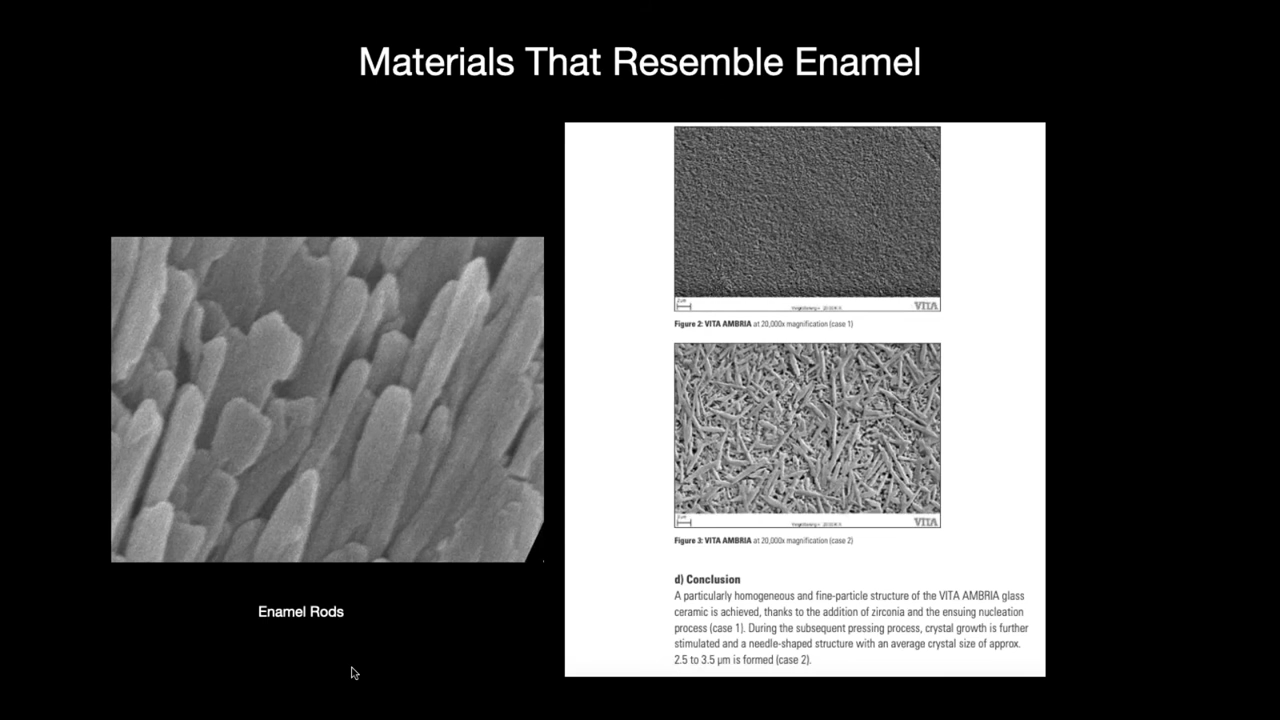 Materials That Resemble Enamel
VITA
Figure 2: VITA AMBRIA at 20,000x magnification (case 1)
VITA
Figure 3: VITA AMBRIA at 20,000x magnification (case 2)
d) Conclusion
A particularly homogeneous and fine-particle structure of the VITA AMBRIA glass
ceramic is achieved, thanks to the addition of zirconia and the ensuing nucleation
process (case 1). During the subsequent pressing process, crystal growth is further
stimulated and a needle-shaped structure with an average crystal size of approx.
2.5 to 3.5 µm is formed (case 2).
Enamel Rods